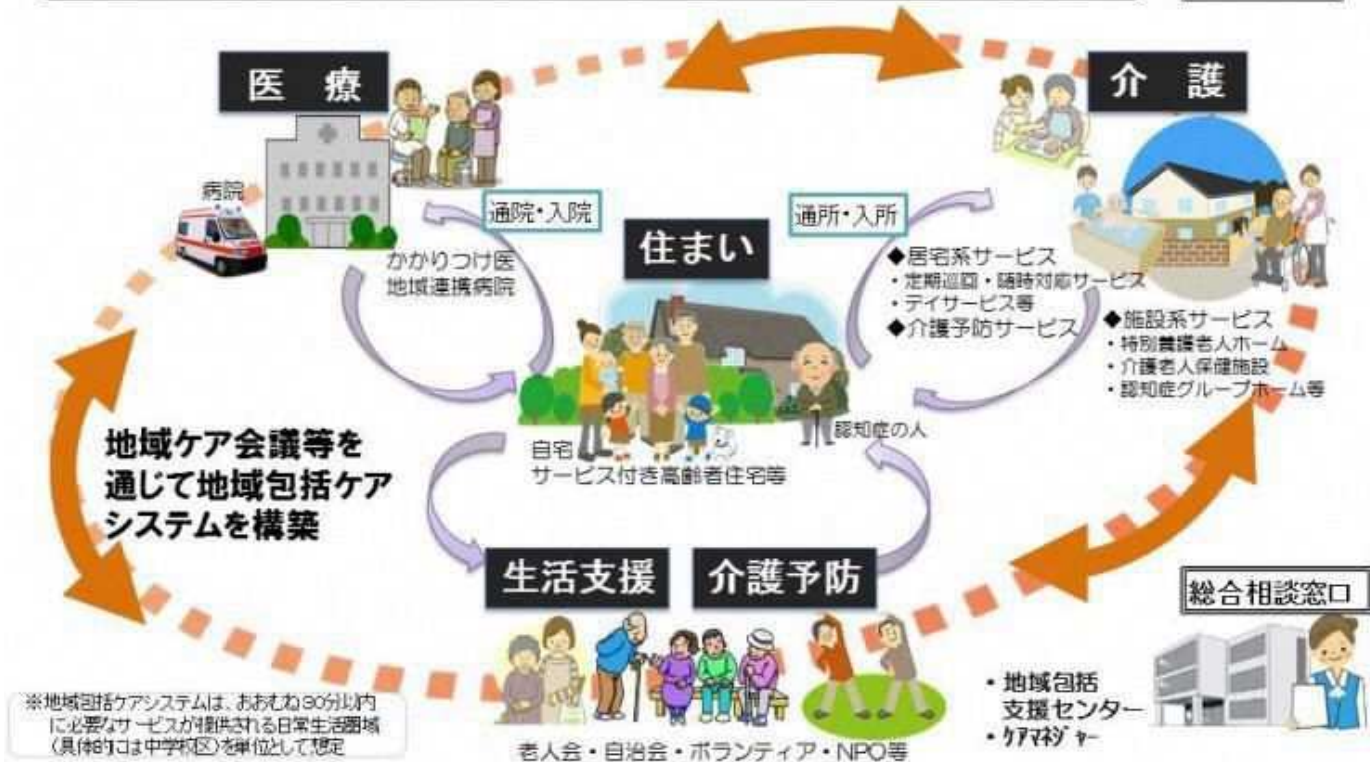 医 療
介 護
病院
通院・入院
通所・入所
かかりつけ医
地域連携病院
住まい
◆居宅系サービス
・定期巡回・随時対応サービス
・デイサービス等
◆介護予防サービス
◆施設系サービス
・特別養護老人ホーム
・介護老人保健施設
・認知症グループホーム等
認知症の人
自宅
サービス付き高齢者住宅等
地域ケア会議等を
通じて地域包括ケア
システムを構築
生活支援
介護予防
総合相談窓口
・地域包括
支援センター
・ケアマネジャー
老人会・自治会・ボランティア・NPO等
※地域包括ケアシステムは、おおむね30分以内
に必要なサービスが提供される日常生活圏域
(具体的には中学校区)を単位として想定